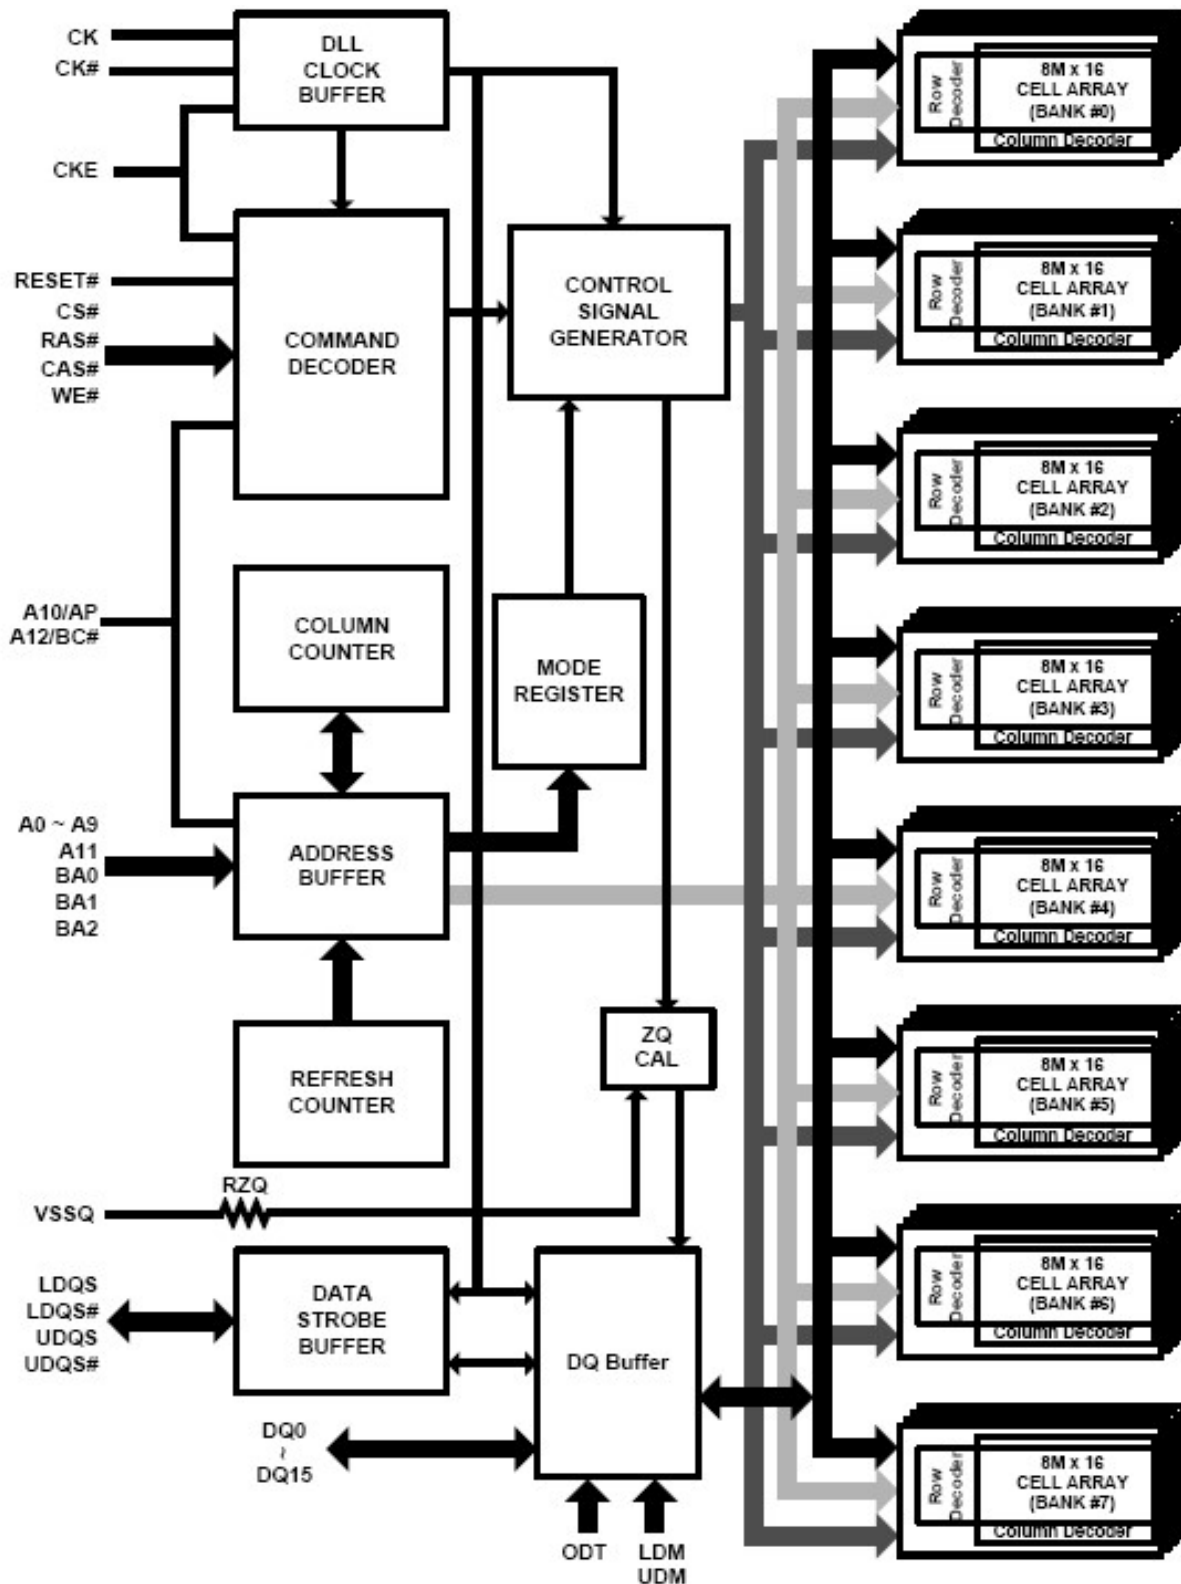 CK
CK#
CKE
RESET#
CS#
RAS#
CAS#
WE#
A10/AP
A12/BC#
A0 ~ A9
A11
BA0
BA1
BA2
VSSQ
RZQ
LDQS
LDQS#
UDQS
UDQS#
DQ0
~
DQ15
DLL
CLOCK
BUFFER
COMMAND
DECODER
COLUMN
COUNTER
ADDRESS
BUFFER
REFRESH
COUNTER
DATA
STROBE
BUFFER
CONTROL
SIGNAL
GENERATOR
MODE
REGISTER
ZQ
CAL
DQ Buffer
ODT
LDM
UDM
Row
Decoder
8M x 16
CELL ARRAY
(BANK #0)
Column Decoder
Row
Decoder
8M x 16
CELL ARRAY
(BANK #1)
Column Decoder
Row
Decoder
8M x 16
CELL ARRAY
(BANK #2)
Column Decoder
Row
Decoder
8M x 16
CELL ARRAY
(BANK #3)
Column Decoder
Row
Decoder
8M x 16
CELL ARRAY
(BANK #4)
Column Decoder
Row
Decoder
8M x 16
CELL ARRAY
(BANK #5)
Column Decoder
Row
Decoder
8M x 16
CELL ARRAY
(BANK #6)
Column Decoder
Row
Decoder
8M x 16
CELL ARRAY
(BANK #7)
Column Decoder